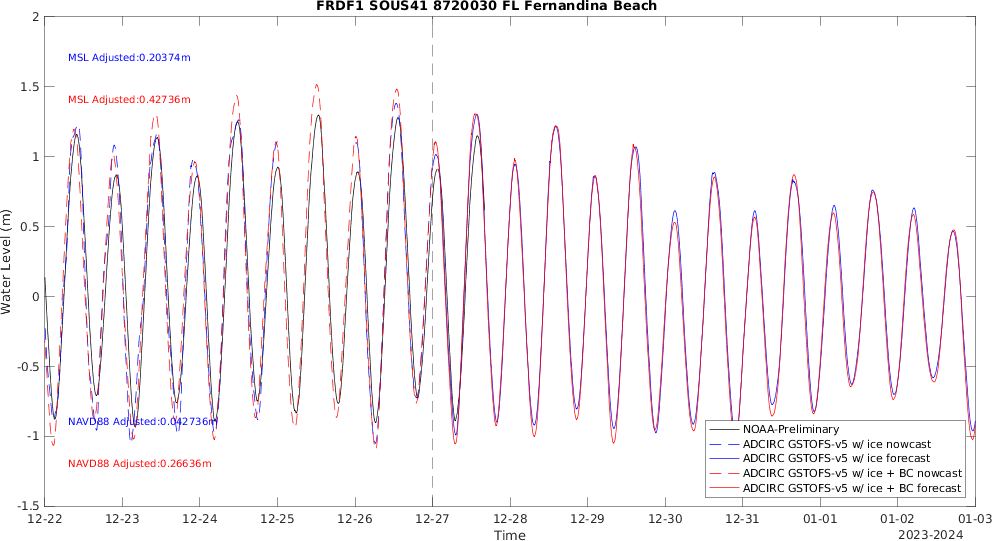 FRDF1 SOUS41 8720030 FL Fernandina Beach
2
1.5
1
0.5
0
-0.5
-1
-1.5
Water Level (m)
MSL Adjusted:0.20374m
MSL Adjusted:0.42736m
NAVD88 Adjusted:0.042736m
NAVD88 Adjusted:0.26636m
NOAA-Preliminary
ADCIRC GSTOFS-v5 w/ ice nowcast
ADCIRC GSTOFS-v5 w/ ice forecast
ADCIRC GSTOFS-v5 w/ ice + BC nowcast
ADCIRC GSTOFS-v5 w/ ice + BC forecast
12-22 12-23 12-24 12-25 12-26 12-27 12-28 12-29 12-30 12-31 01-01 01-02 01-03
Time
2023-2024